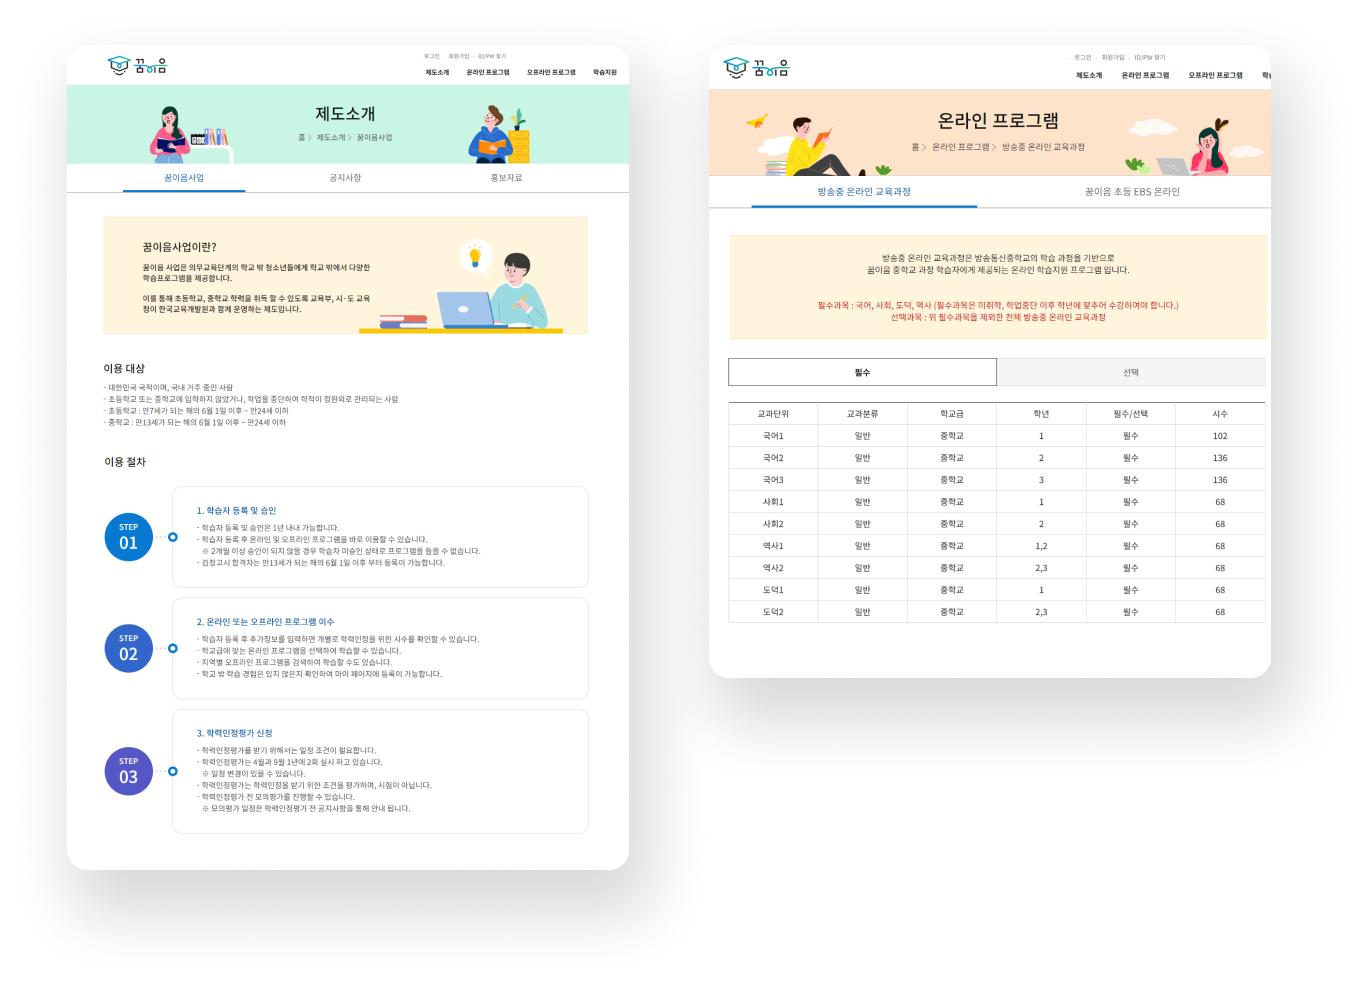 꿈이음
로그인 - 회원가입 - ID/PW 찾기
제도소개 온라인 프로그램 오프라인 프로그램 학습지원
제도소개
홈 > 제도소개 > 꿈이음사업
꿈이음사업 공지사항 홍보자료
꿈이음사업이란?
꿈이음 사업은 의무교육단계의 학교 밖 청소년들에게 학교 밖에서 다양한
학습프로그램을 제공합니다.
이를 통해 초등학교, 중학교 학력을 취득 할 수 있도록 교육부, 시·도 교육
청이 한국교육개발원과 함께 운영하는 제도입니다.
이용 대상
- 대한민국 국적이며, 국내 거주 중인 사람
- 초등학교 또는 중학교에 입학하지 않았거나, 학업을 중단하여 학적이 정원외로 관리되는 사람
- 초등학교 : 만7세가 되는 해의 6월 1일 이후 ~ 만24세 이하
- 중학교 : 만13세가 되는 해의 6월 1일 이후 ~ 만24세 이하
이용 절차
STEP
01
1. 학습자 등록 및 승인
- 학습자 등록 및 승인은 1년 내내 가능합니다.
- 학습자 등록 후 온라인 및 오프라인 프로그램을 바로 이용할 수 있습니다.
※ 2개월 이상 승인이 되지 않을 경우 학습자 미승인 상태로 프로그램을 들을 수 없습니다.
- 검정고시 합격자는 만13세가 되는 해의 6월 1일 이후 부터 등록이 가능합니다.
STEP
02
2. 온라인 또는 오프라인 프로그램 이수
- 학습자 등록 후 추가정보를 입력하면 개별로 학력인정을 위한 시수를 확인할 수 있습니다.
- 학교급에 맞는 온라인 프로그램을 선택하여 학습할 수 있습니다.
- 지역별 오프라인 프로그램을 검색하여 학습할 수도 있습니다.
- 학교 밖 학습 경험은 있지 않은지 확인하여 마이 페이지에 등록이 가능합니다.
STEP
03
3. 학력인정평가 신청
- 학력인정평가를 받기 위해서는 일정 조건이 필요합니다.
- 학력인정평가는 4월과 9월 1년에 2회 실시 하고 있습니다.
※ 일정 변경이 있을 수 있습니다.
- 학력인정평가는 학력인정을 받기 위한 조건을 평가하며, 시험이 아닙니다.
- 학력인정평가 전 모의평가를 진행할 수 있습니다.
※ 모의평가 일정은 학력인정평가 전 공지사항을 통해 안내 됩니다.
꿈이음
로그인 - 회원가입 - ID/PW 찾기
제도소개 온라인 프로그램 오프라인 프로그램
온라인 프로그램
홈 > 온라인 프로그램 > 방송중 온라인 교육과정
방송중 온라인 교육과정 꿈이음 초등 EBS 온라인
방송중 온라인 교육과정은 방송통신중학교의 학습 과정을 기반으로
꿈이음 중학교 과정 학습자에게 제공되는 온라인 학습지원 프로그램 입니다.
필수과목 : 국어, 사회, 도덕, 역사 (필수과목은 미취학, 학업중단 이후 학년에 맞추어 수강하여야 합니다.)
선택과목 : 위 필수과목을 제외한 전체 방송중 온라인 교육과정
필수 선택
교과단위 교과분류 학교급 학년 필수/선택 시수
국어1 일반 중학교 1 필수 102
국어2 일반 중학교 2 필수 136
국어3 일반 중학교 3 필수 136
사회1 일반 중학교 1 필수 68
사회2 일반 중학교 2 필수 68
역사1 일반 중학교 1,2 필수 68
역사2 일반 중학교 2,3 필수 68
도덕1 일반 중학교 1 필수 68
도덕2 일반 중학교 2,3 필수 68